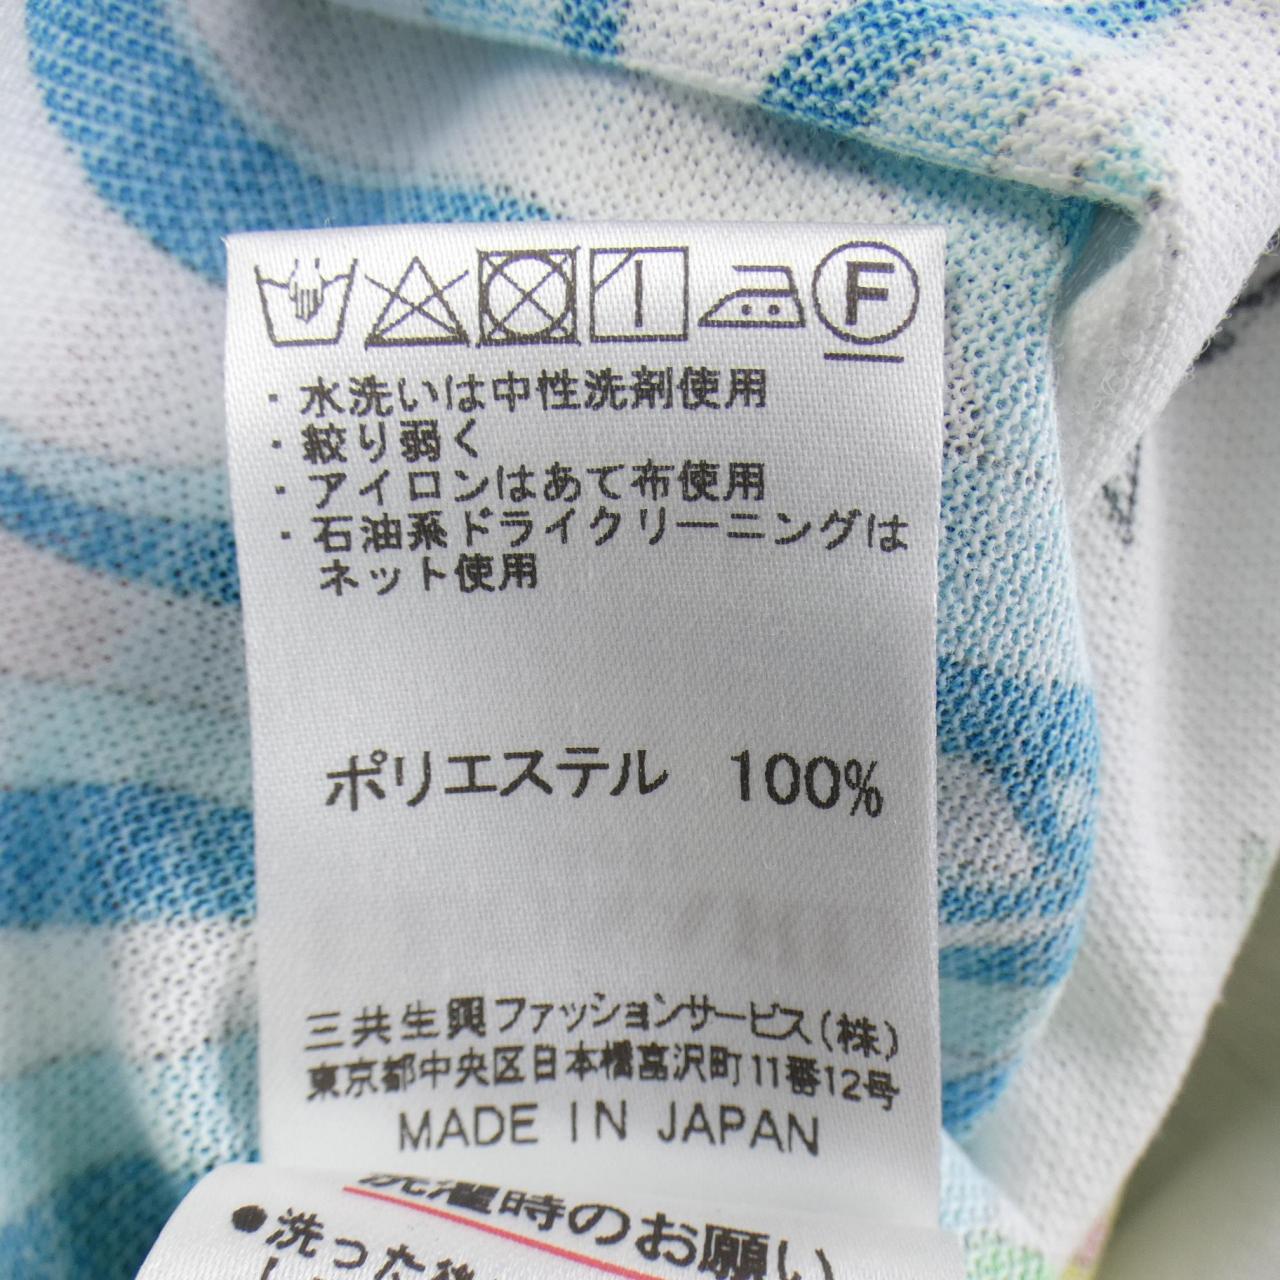 F
・水洗いは中性洗剤使用
・絞り弱く
・アイロンはあて布使用
・石油系ドライクリーニングは
ネット使用
ポリエステル 100%
三共生興ファッションサービス(株)
東京都中央区日本橋富沢町11番12号
MADE IN JAPAN
洗濯時のお願い
●洗った後